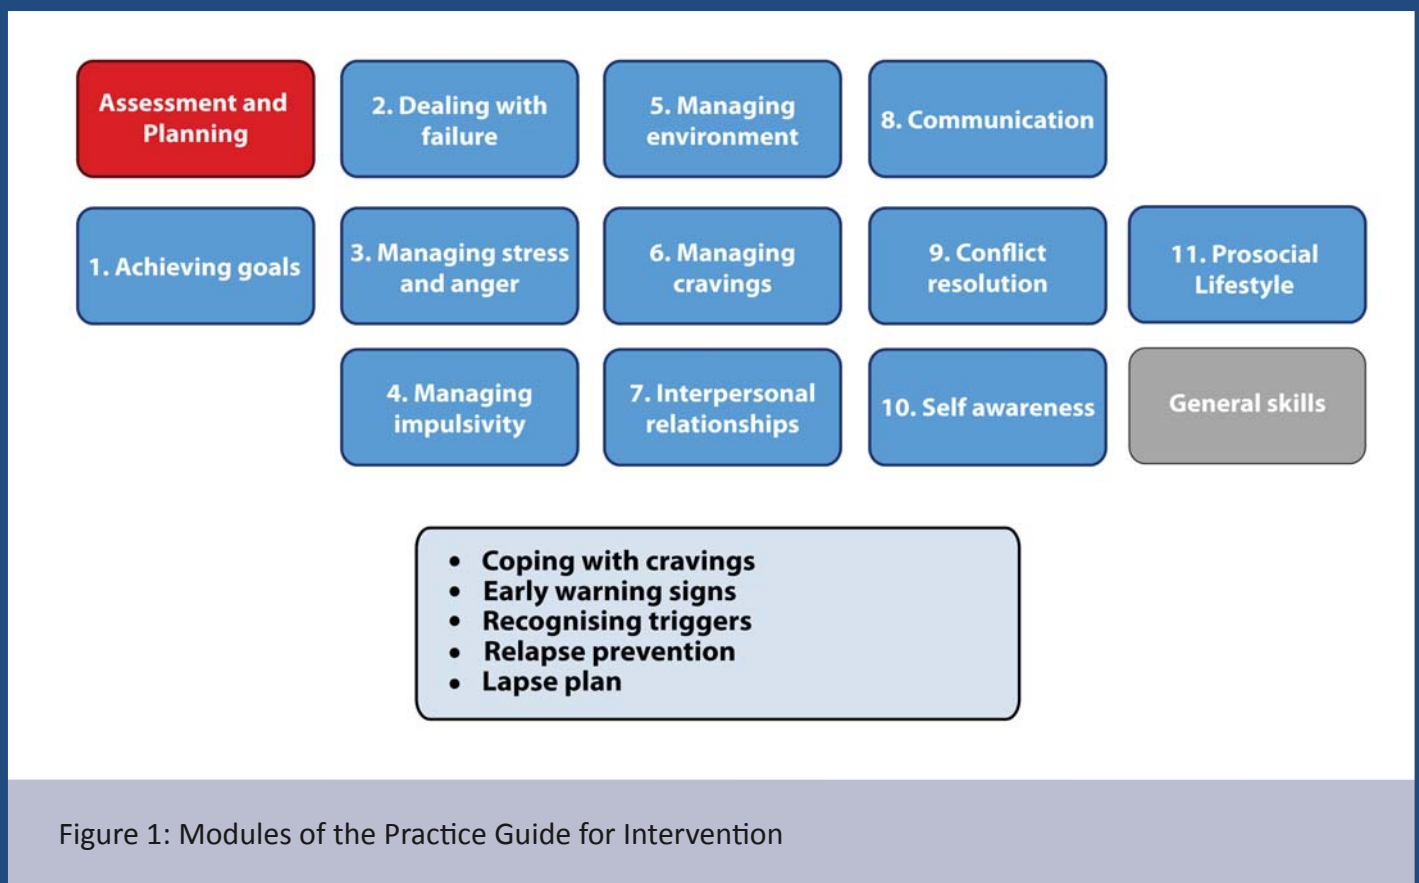 Assessment and
Planning
1. Achieving goals
2. Dealing with
failure
3. Managing stress
and anger
4. Managing
impulsivity
5. Managing
environment
6. Managing
cravings
7. Interpersonal
relationships
8. Communication
9. Conflict
resolution
10. Self awareness
11. Prosocial
Lifestyle
General skills
• Coping with cravings
• Early warning signs
• Recognising triggers
• Relapse prevention
• Lapse plan
Figure 1: Modules of the Practice Guide for Intervention